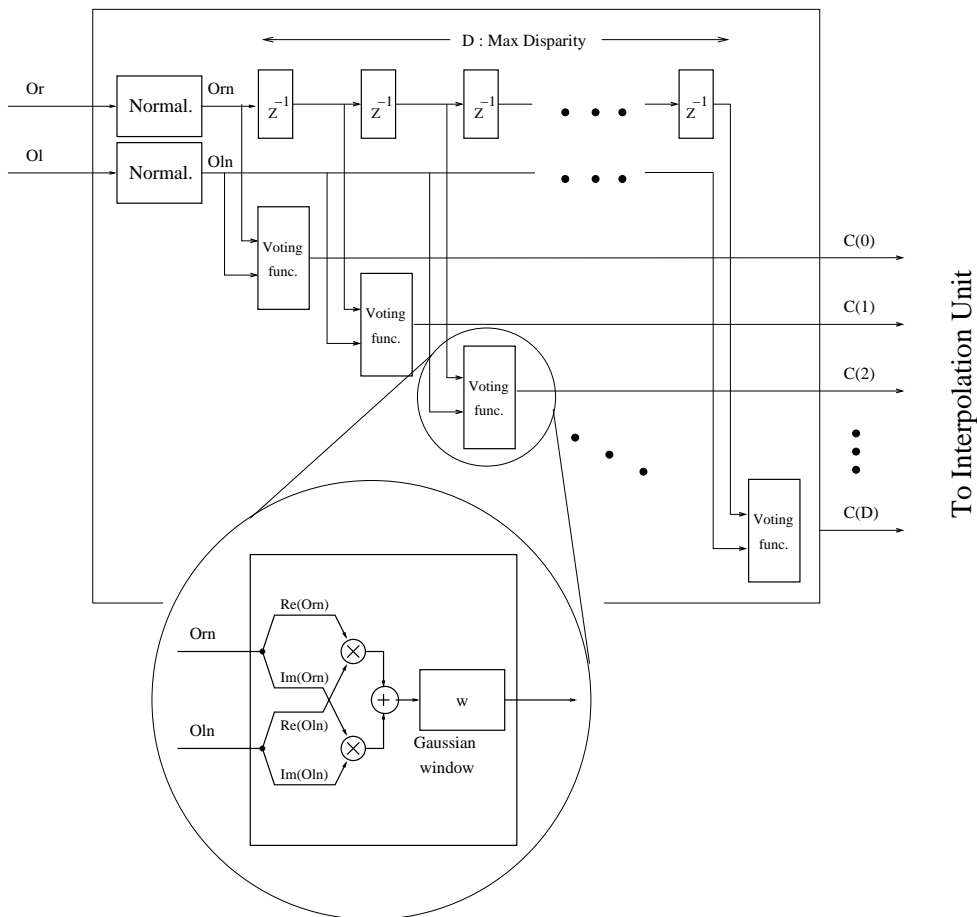 D : Max Disparity
Or
Normal.
Orn
Z⁻¹
Z⁻¹
Z⁻¹
Z⁻¹
Ol
Normal.
Oln
Voting
func.
C(0)
Voting
func.
C(1)
Voting
func.
C(2)
Voting
func.
C(D)
To Interpolation Unit
Orn
Re(Orn)
Im(Orn)
Oln
Re(Oln)
Im(Oln)
w
Gaussian
window